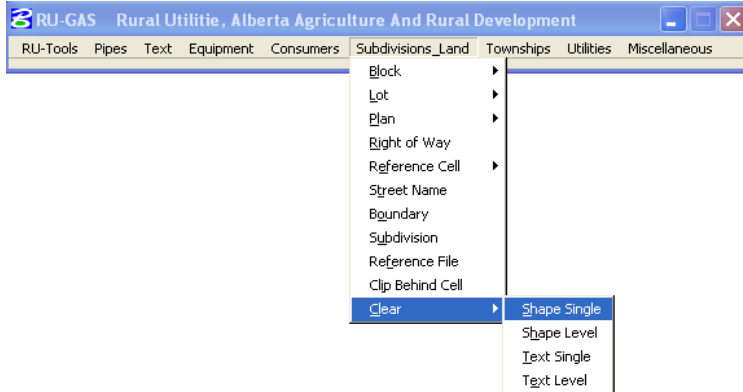 RU-GAS Rural Utilitie, Alberta Agriculture And Rural Development
RU-Tools Pipes Text Equipment Consumers Subdivisions_Land Townships Utilities Miscellaneous
Block
Lot
Plan
Right of Way
Reference Cell
Street Name
Boundary
Subdivision
Reference File
Clip Behind Cell
Clear
Shape Single
Shape Level
Text Single
Text Level